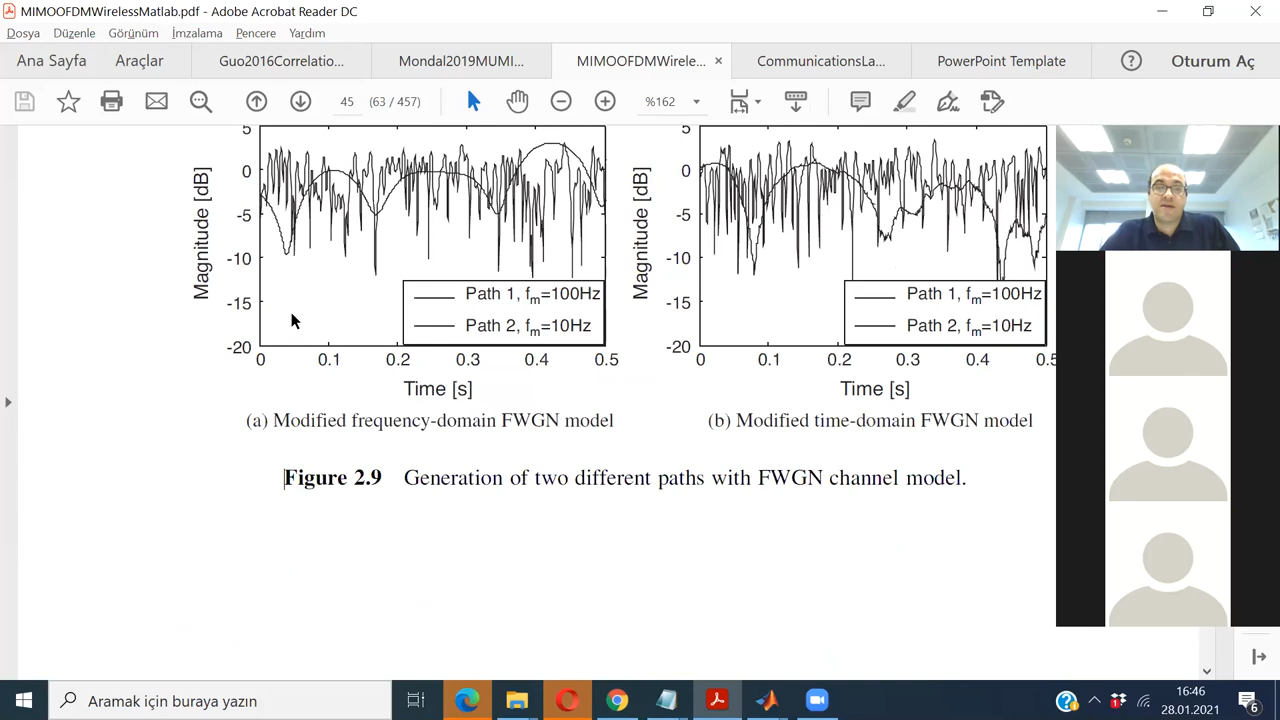 MIMOOFDMWirelessMatlab.pdf - Adobe Acrobat Reader DC
Dosya Düzenle Görünüm İmzalama Pencere Yardım
Ana Sayfa Araçlar Guo2016Correlatio... Mondal2019MUMI... MIMOOFDMWirele... × CommunicationsLa... PowerPoint Template ? Oturum Aç
45 (63 / 457) %162
5 5
0 0
-5 -5
-10 -10
-15 -15
-20 -20
Magnitude [dB] Magnitude [dB]
Path 1, fm=100Hz Path 1, fm=100Hz
Path 2, fm=10Hz Path 2, fm=10Hz
0 0.1 0.2 0.3 0.4 0.5 0 0.1 0.2 0.3 0.4 0.5
Time [s] Time [s]
(a) Modified frequency-domain FWGN model (b) Modified time-domain FWGN model
Figure 2.9 Generation of two different paths with FWGN channel model.
Aramak için buraya yazın
1
16:46
28.01.2021
6